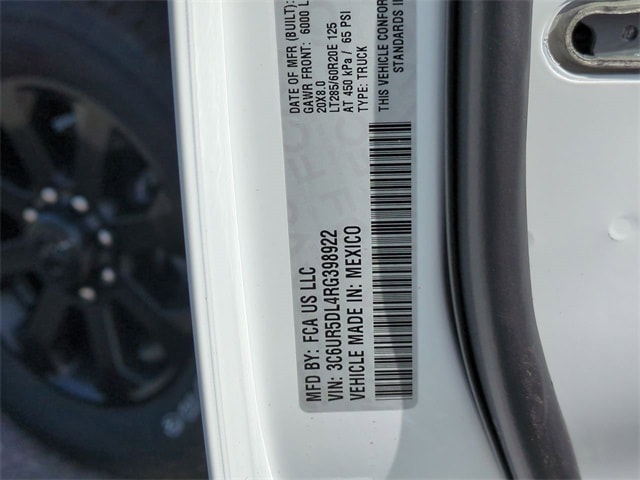 MFD BY: FCA US LLC
DATE OF MFR (BUILT):
GAWR FRONT: 6000 L
20X8.0
LT285/60R20E 125
AT 450 kPa / 65 PSI
TYPE: TRUCK
THIS VEHICLE CONFOR
STANDARDS IN
VIN: 3C6UR5DL4RG398922
VEHICLE MADE IN: MEXICO